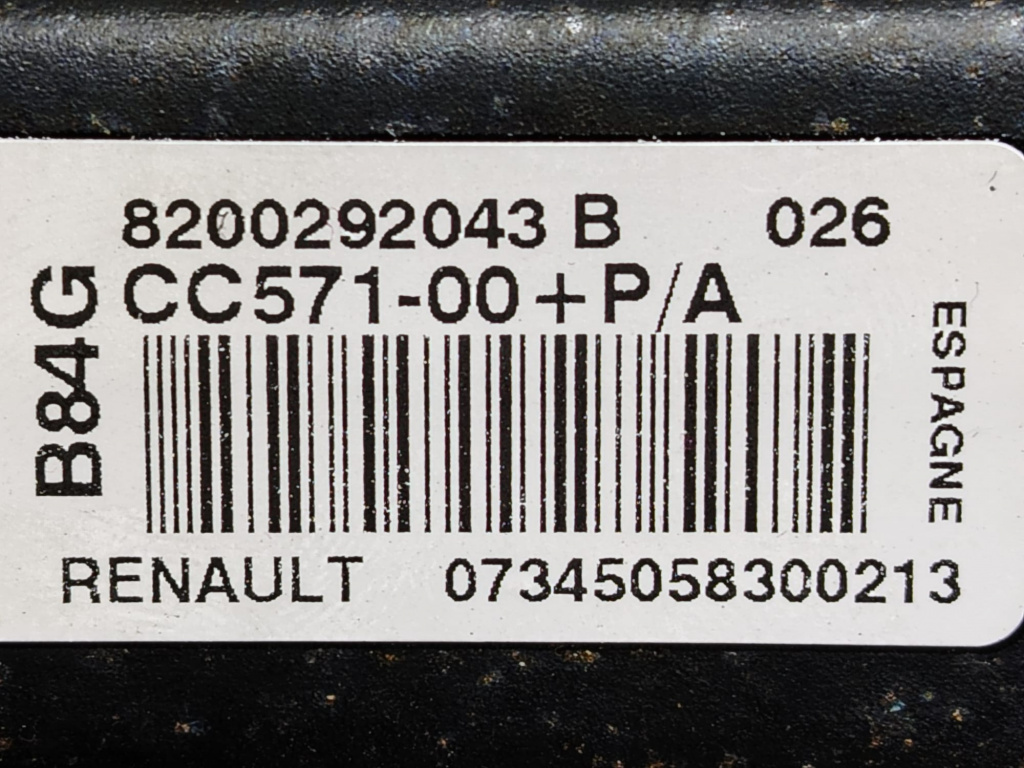 8200292043 B 026
CC571-00+P/A
B84G
ESPAGNE
RENAULT 07345058300213